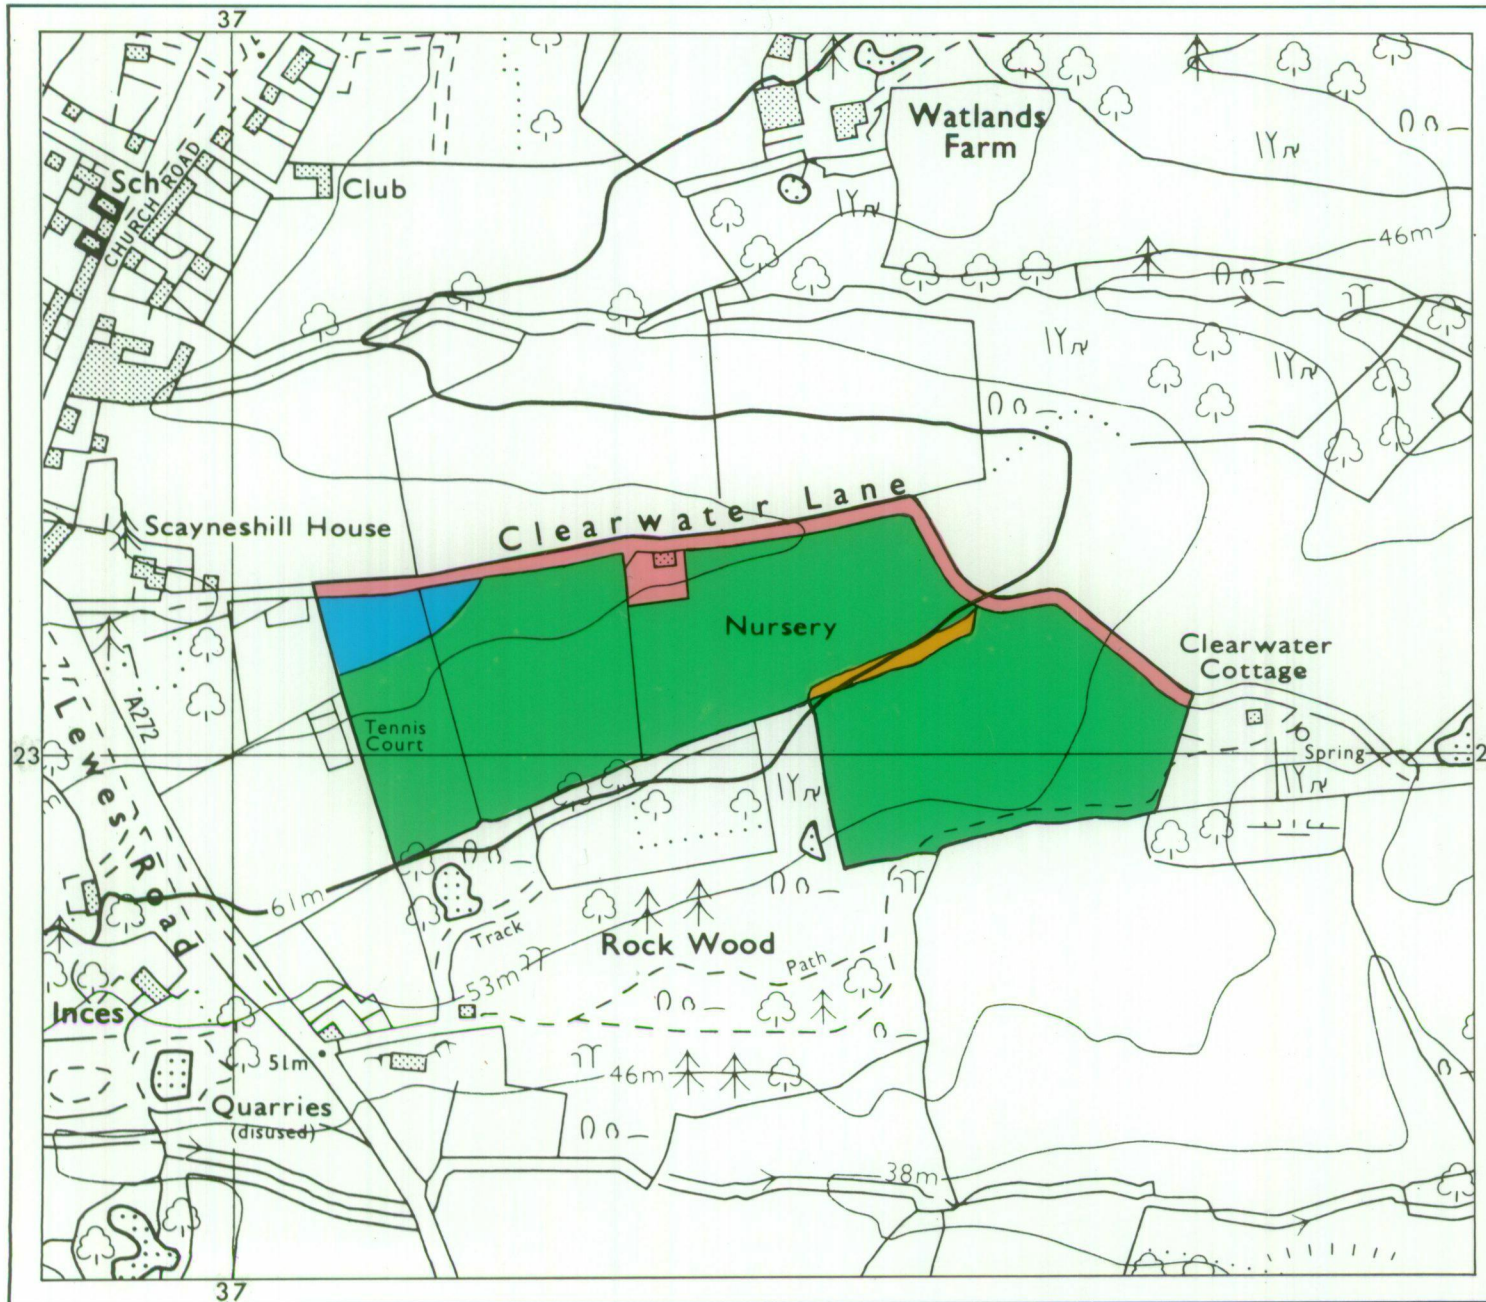 37
Watlands
Farm
Sch
CHURCH ROAD
Club
46m
Clearwater Lane
Scayneshill House
Nursery
Clearwater
Cottage
A272
Tennis
Court
23
Spring
2
Lewes Road
61m
Track
Rock Wood
Path
53m
Inces
51m
46m
Quarries
(disused)
38m
37